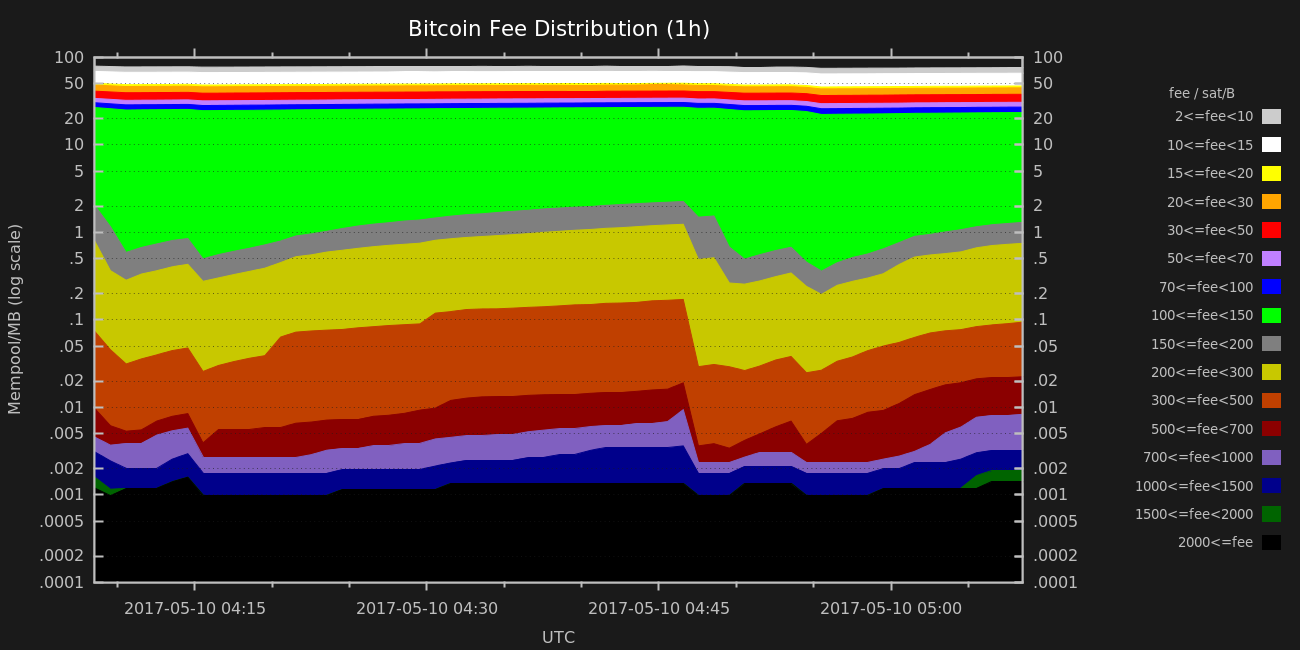 Bitcoin Fee Distribution (1h)
Mempool/MB (log scale)
100
50
20
10
5
2
1
.5
.2
.1
.05
.02
.01
.005
.002
.001
.0005
.0002
.0001
100
50
20
10
5
2
1
.5
.2
.1
.05
.02
.01
.005
.002
.001
.0005
.0002
.0001
2017-05-10 04:15
2017-05-10 04:30
2017-05-10 04:45
2017-05-10 05:00
UTC
fee / sat/B
2<=fee<10
10<=fee<15
15<=fee<20
20<=fee<30
30<=fee<50
50<=fee<70
70<=fee<100
100<=fee<150
150<=fee<200
200<=fee<300
300<=fee<500
500<=fee<700
700<=fee<1000
1000<=fee<1500
1500<=fee<2000
2000<=fee